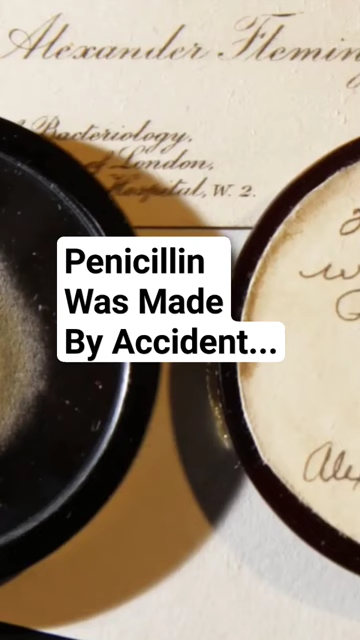 Alexander Fleming
Bacteriology,
of London,
Hospital, W. 2.
Penicillin
Was Made
By Accident...